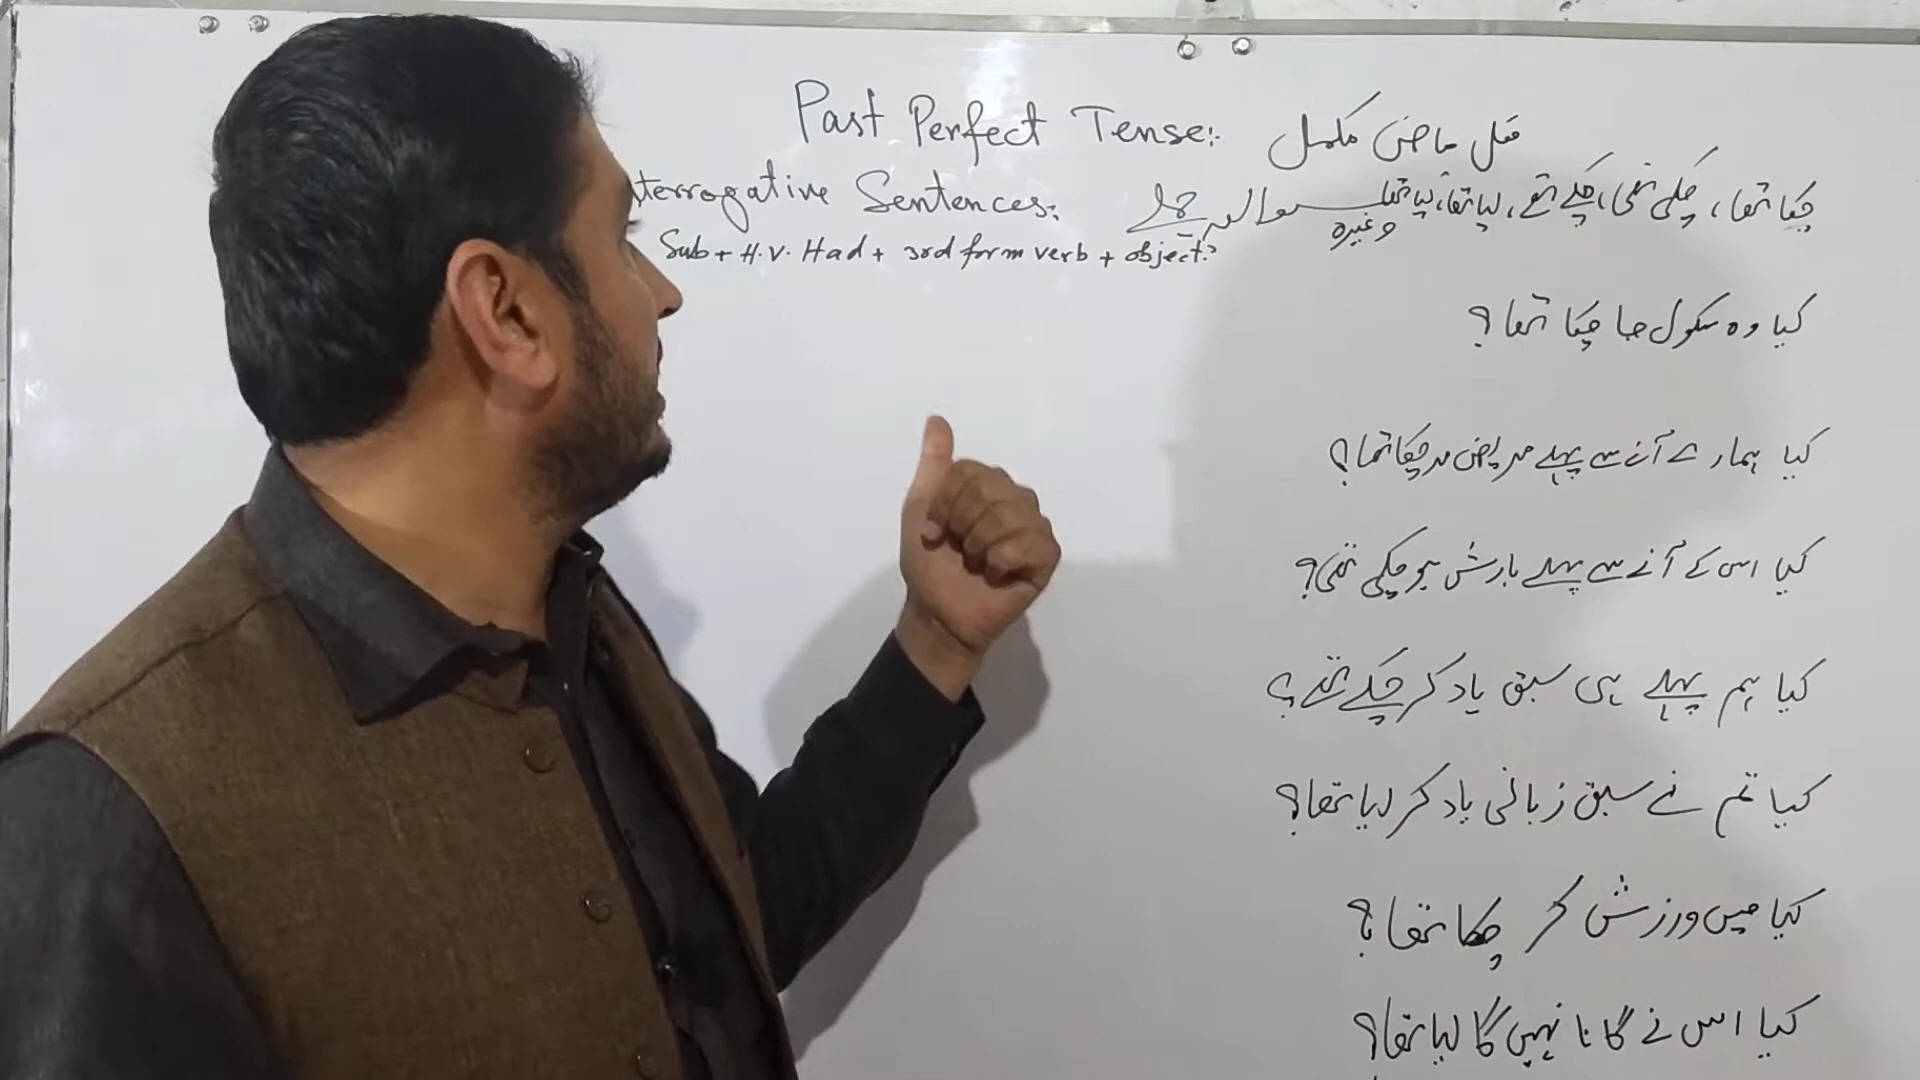 Past Perfect Tense: فعل ماضی مکمل
terrogative Sentences: سوالیہ جملے چکا تھا، چکی تھی، چکے تھے، لیا تھا، لیا تھا وغیرہ
Sub + H.V. Had + 3rd form verb + object?
کیا وہ سکول جا چکا تھا؟
کیا ہمارے آنے سے پہلے مریض مر چکا تھا؟
کیا اس کے آنے سے پہلے بارش ہو چکی تھی؟
کیا ہم پہلے ہی سبق یاد کر چکے تھے؟
کیا تم نے سبق زبانی یاد کر لیا تھا؟
کیا میں ورزش کر چکا تھا؟
کیا اس نے گانا نہیں گا لیا تھا؟